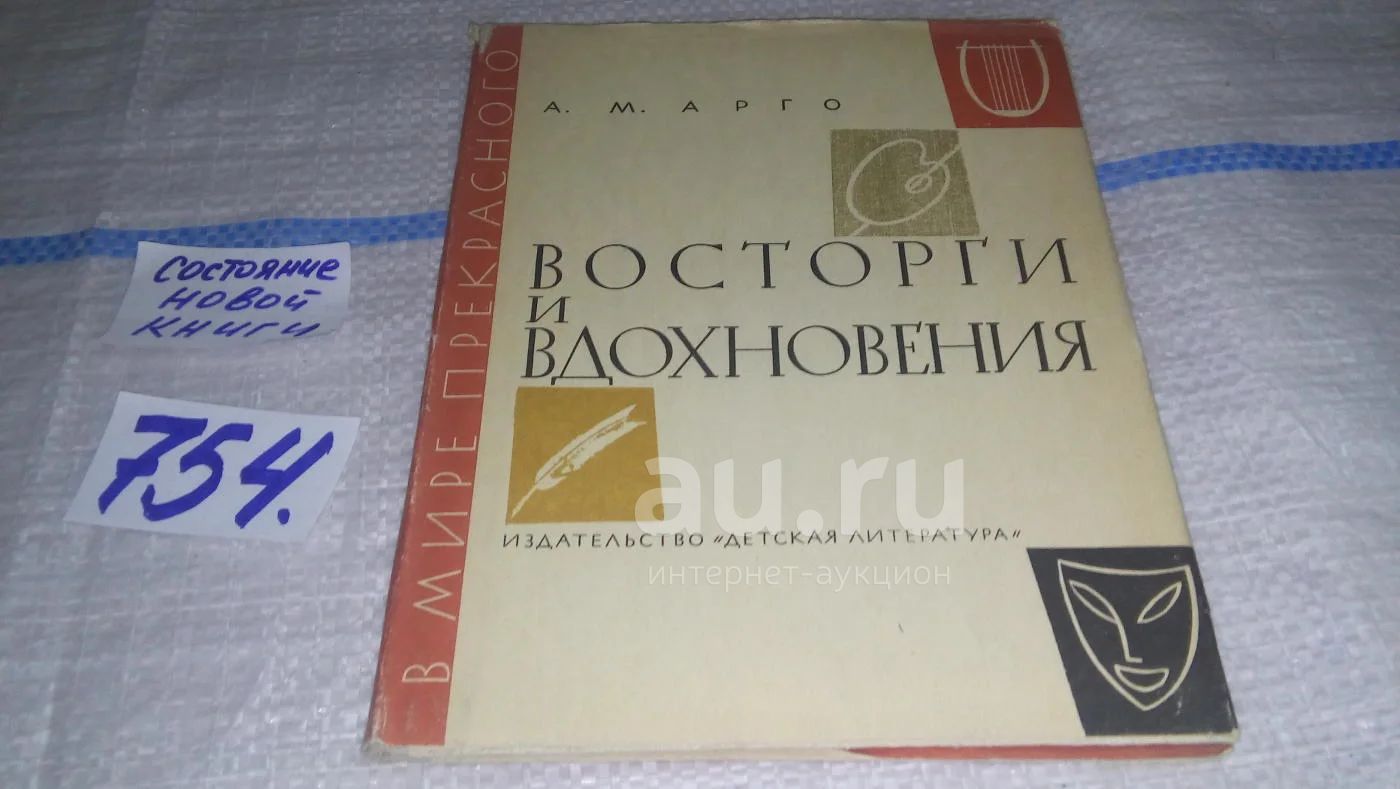 В МИРЕ ПРЕКРАСНОГО
А. М. АРГО
ВОСТОРГИ
И
ВДОХНОВЕНИЯ
ИЗДАТЕЛЬСТВО «ДЕТСКАЯ ЛИТЕРАТУРА"
состояние
новой
книги
754.
au.ru
интернет-аукцион